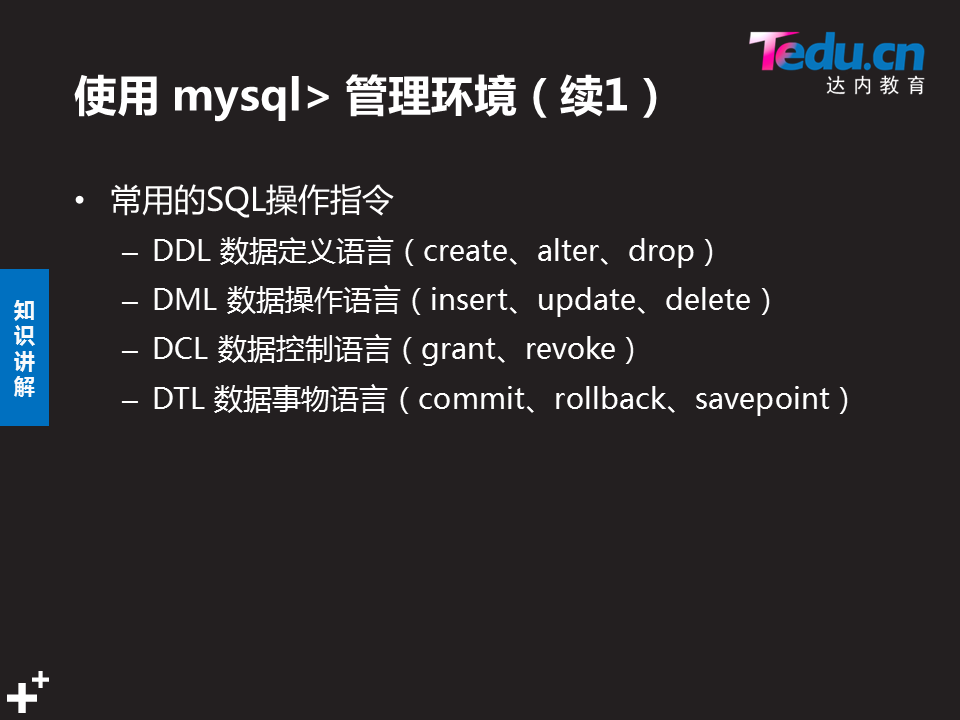 Tedu.cn
达内教育
使用 mysql> 管理环境（续1）
• 常用的SQL操作指令
– DDL 数据定义语言（create、alter、drop）
– DML 数据操作语言（insert、update、delete）
– DCL 数据控制语言（grant、revoke）
– DTL 数据事物语言（commit、rollback、savepoint）
知识讲解